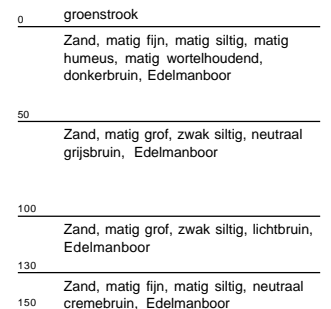 groenstrook
0
Zand, matig fijn, matig siltig, matig
humeus, matig wortelhoudend,
donkerbruin, Edelmanboor
50
Zand, matig grof, zwak siltig, neutraal
grijsbruin, Edelmanboor
100
Zand, matig grof, zwak siltig, lichtbruin,
Edelmanboor
130
Zand, matig fijn, matig siltig, neutraal
150 cremebruin, Edelmanboor